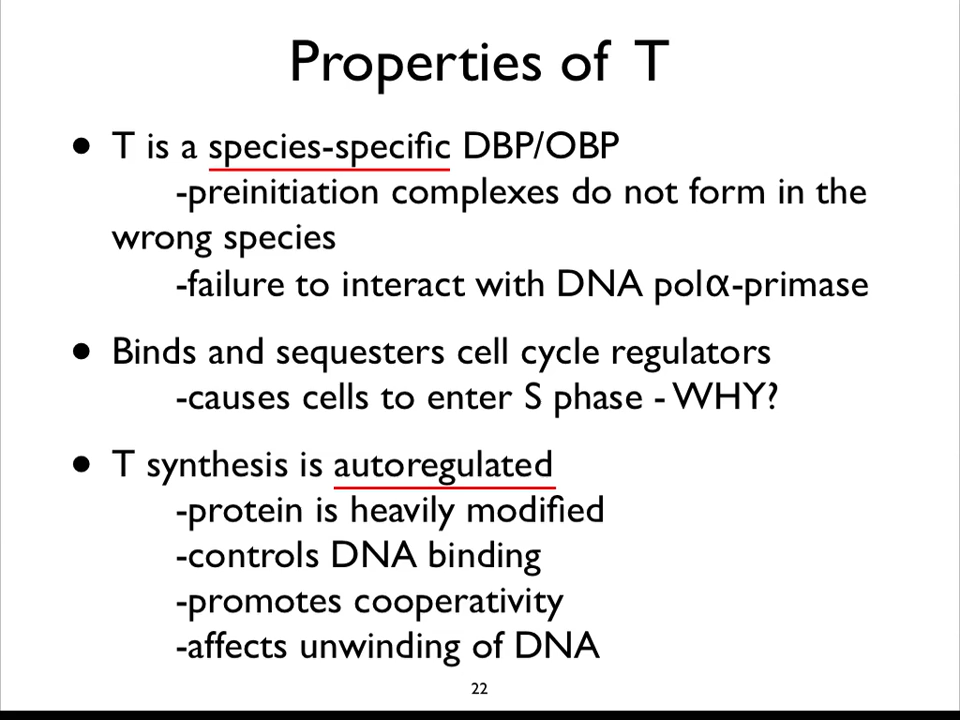 Properties of T
• T is a species-specific DBP/OBP
-preinitiation complexes do not form in the
wrong species
-failure to interact with DNA polα-primase
• Binds and sequesters cell cycle regulators
-causes cells to enter S phase - WHY?
• T synthesis is autoregulated
-protein is heavily modified
-controls DNA binding
-promotes cooperativity
-affects unwinding of DNA
22